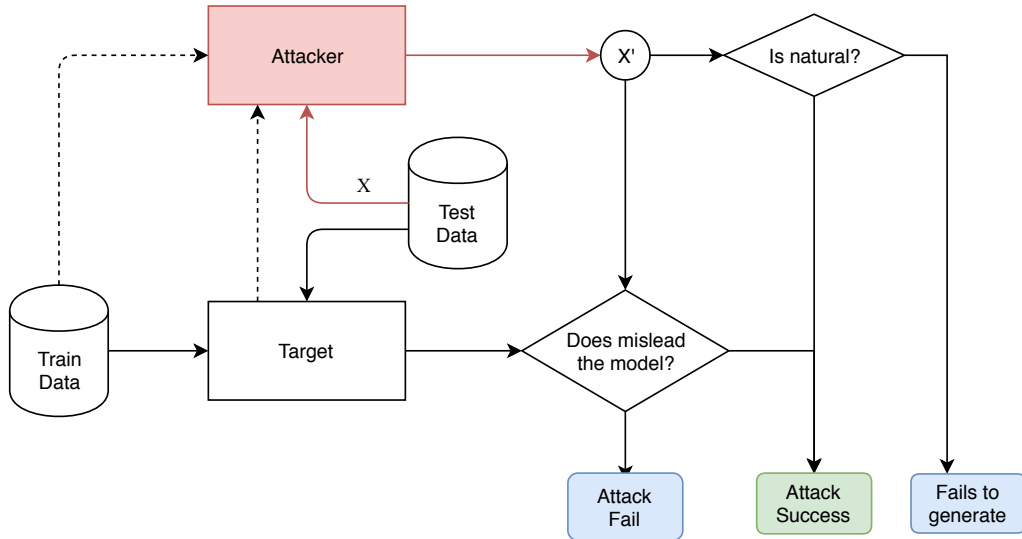 Attacker
X'
Is natural?
X
Test
Data
Train
Data
Target
Does mislead
the model?
Attack
Fail
Attack
Success
Fails to
generate